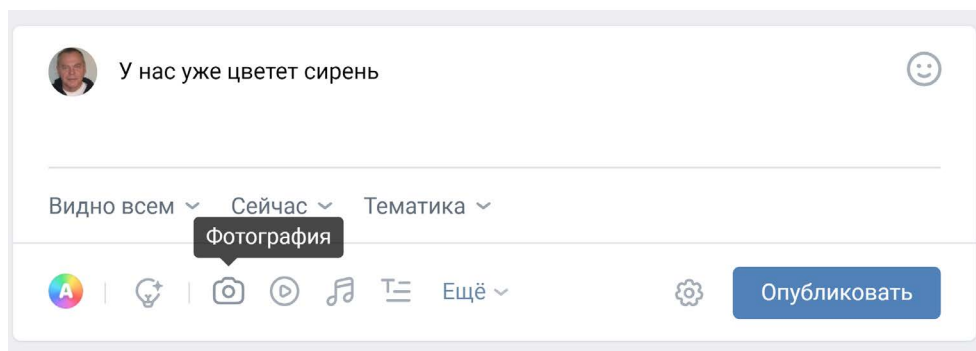 У нас уже цветет сирень
Видно всем Сейчас Тематика
Фотография
А Ещё Опубликовать